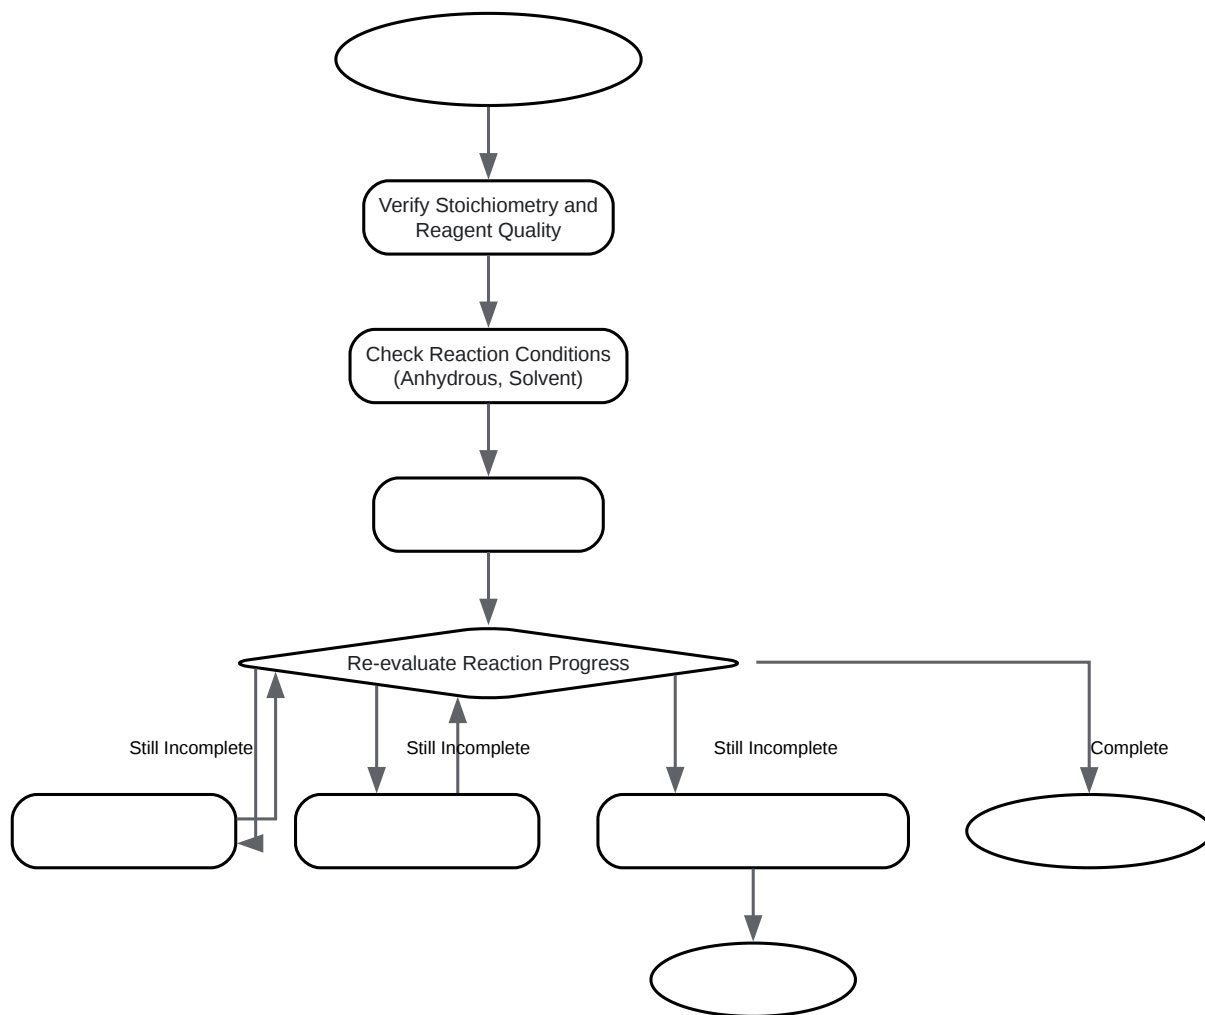 Verify Stoichiometry and
Reagent Quality
Check Reaction Conditions
(Anhydrous, Solvent)
Re-evaluate Reaction Progress
Still Incomplete
Still Incomplete
Still Incomplete
Complete